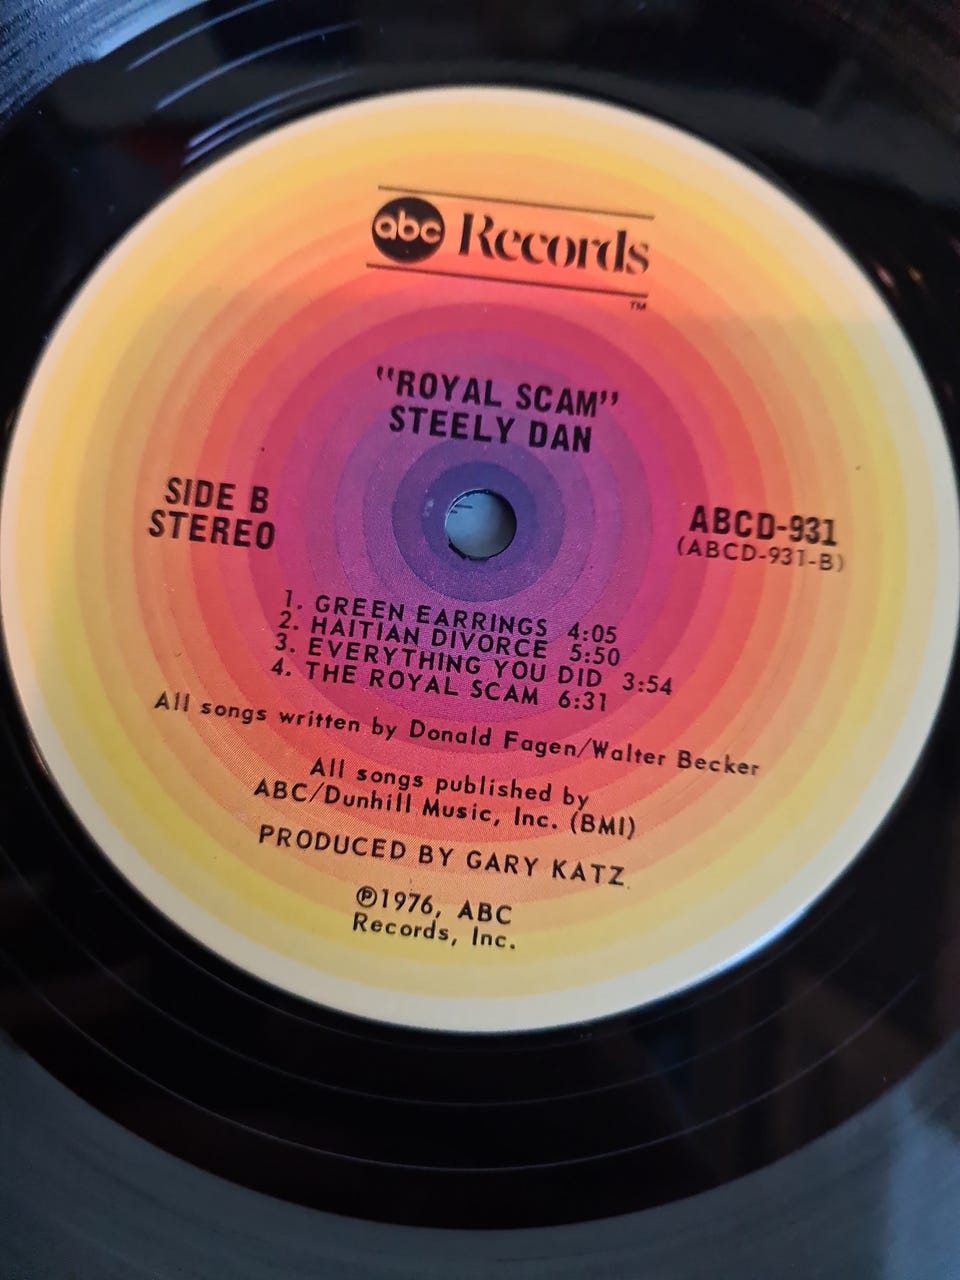 abc Records
TM
"ROYAL SCAM"
STEELY DAN
SIDE B
STEREO
ABCD-931
(ABCD-931-B)
1. GREEN EARRINGS 4:05
2. HAITIAN DIVORCE 5:50
3. EVERYTHING YOU DID 3:54
4. THE ROYAL SCAM 6:31
All songs written by Donald Fagen/Walter Becker
All songs published by
ABC/Dunhill Music, Inc. (BMI)
PRODUCED BY GARY KATZ
℗1976, ABC
Records, Inc.